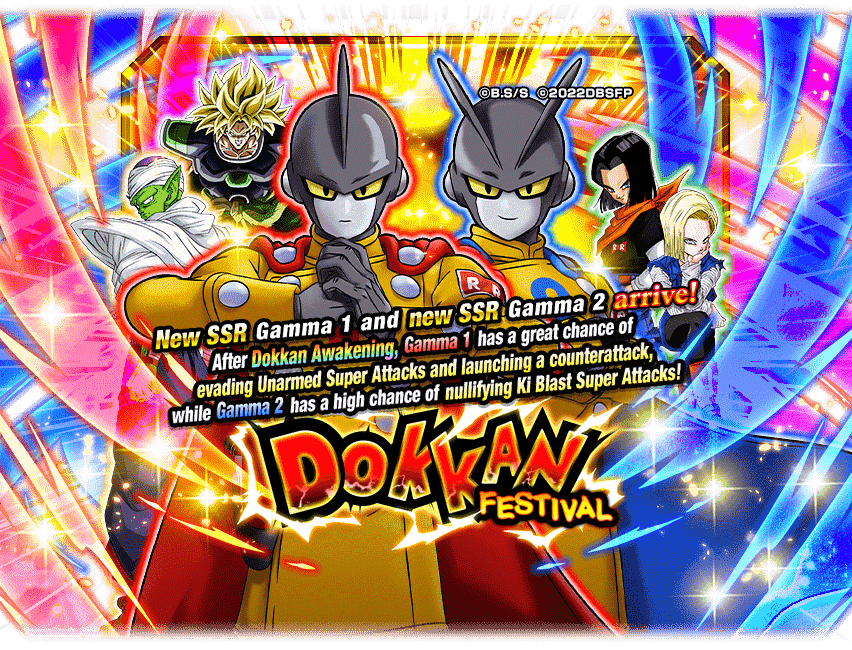 ©B.S/S ©2022DBSFP
New SSR Gamma 1 and new SSR Gamma 2 arrive!
After Dokkan Awakening, Gamma 1 has a great chance of
evading Unarmed Super Attacks and launching a counterattack,
while Gamma 2 has a high chance of nullifying Ki Blast Super Attacks!
DOKKAN
FESTIVAL